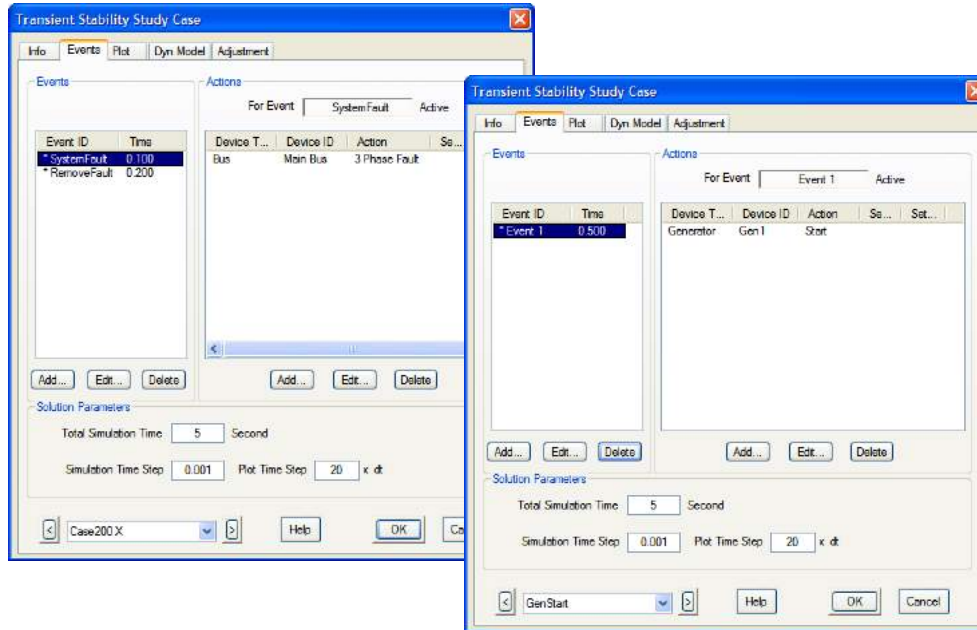 Transient Stability Study Case
Info Events Plot Dyn Model Adjustment
Events
Event ID Time
* SystemFault 0.100
* RemoveFault 0.200
Add... Edit... Delete
Actions
For Event SystemFault Active
Device T... Device ID Action Se...
Bus Main Bus 3 Phase Fault
Add... Edit... Delete
Solution Parameters
Total Simulation Time 5 Second
Simulation Time Step 0.001 Plot Time Step 20 x dt
< Case200 X > Help OK Ca
Transient Stability Study Case
Info Events Plot Dyn Model Adjustment
Events
Event ID Time
* Event 1 0.500
Add... Edit... Delete
Actions
For Event Event 1 Active
Device T... Device ID Action Se... Set...
Generator Gen1 Start
Add... Edit... Delete
Solution Parameters
Total Simulation Time 5 Second
Simulation Time Step 0.001 Plot Time Step 20 x dt
< GenStart > Help OK Cancel